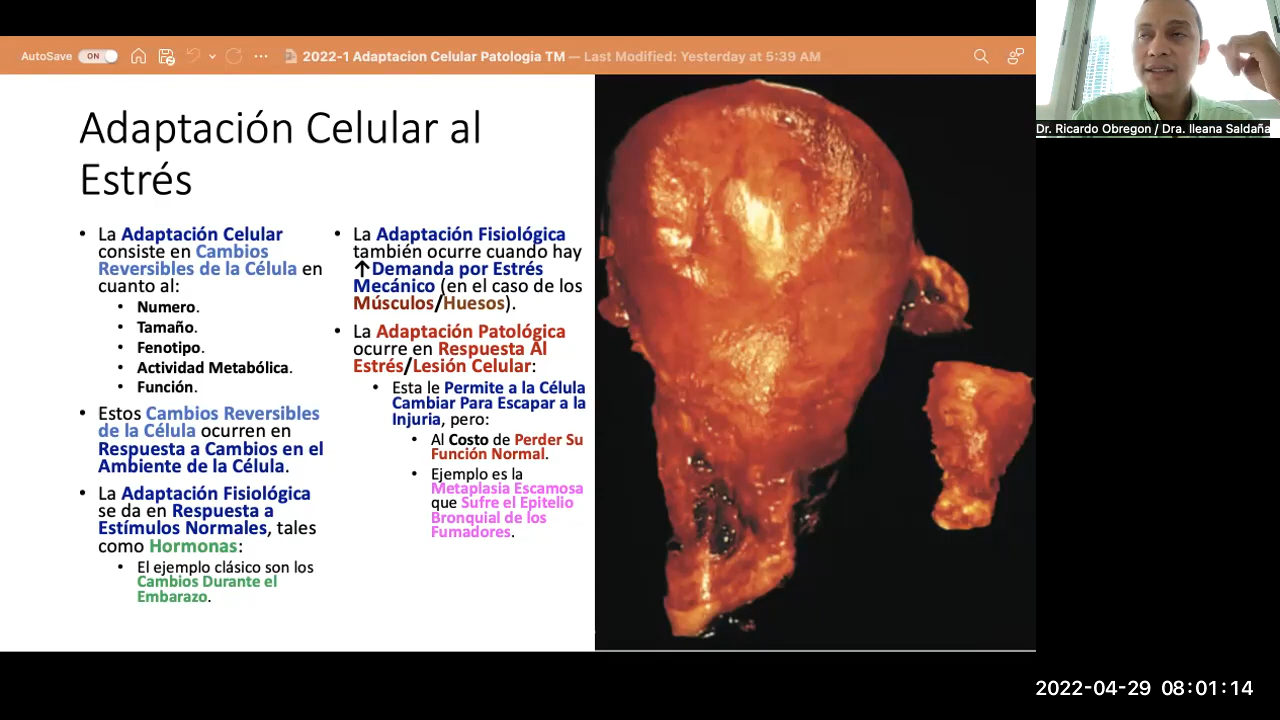 AutoSave ON ... 2022-1 Adaptacion Celular Patologia TM — Last Modified: Yesterday at 5:39 AM
Dr. Ricardo Obregon / Dra. Ileana Saldaña
Adaptación Celular al
Estrés
• La Adaptación Celular
consiste en Cambios
Reversibles de la Célula en
cuanto al:
• Numero.
• Tamaño.
• Fenotipo.
• Actividad Metabólica.
• Función.
• Estos Cambios Reversibles
de la Célula ocurren en
Respuesta a Cambios en el
Ambiente de la Célula.
• La Adaptación Fisiológica
se da en Respuesta a
Estímulos Normales, tales
como Hormonas:
• El ejemplo clásico son los
Cambios Durante el
Embarazo.
• La Adaptación Fisiológica
también ocurre cuando hay
↑Demanda por Estrés
Mecánico (en el caso de los
Músculos/Huesos).
• La Adaptación Patológica
ocurre en Respuesta Al
Estrés/Lesión Celular:
• Esta le Permite a la Célula
Cambiar Para Escapar a la
Injuria, pero:
• Al Costo de Perder Su
Función Normal.
• Ejemplo es la
Metaplasia Escamosa
que Sufre el Epitelio
Bronquial de los
Fumadores.
2022-04-29 08:01:14